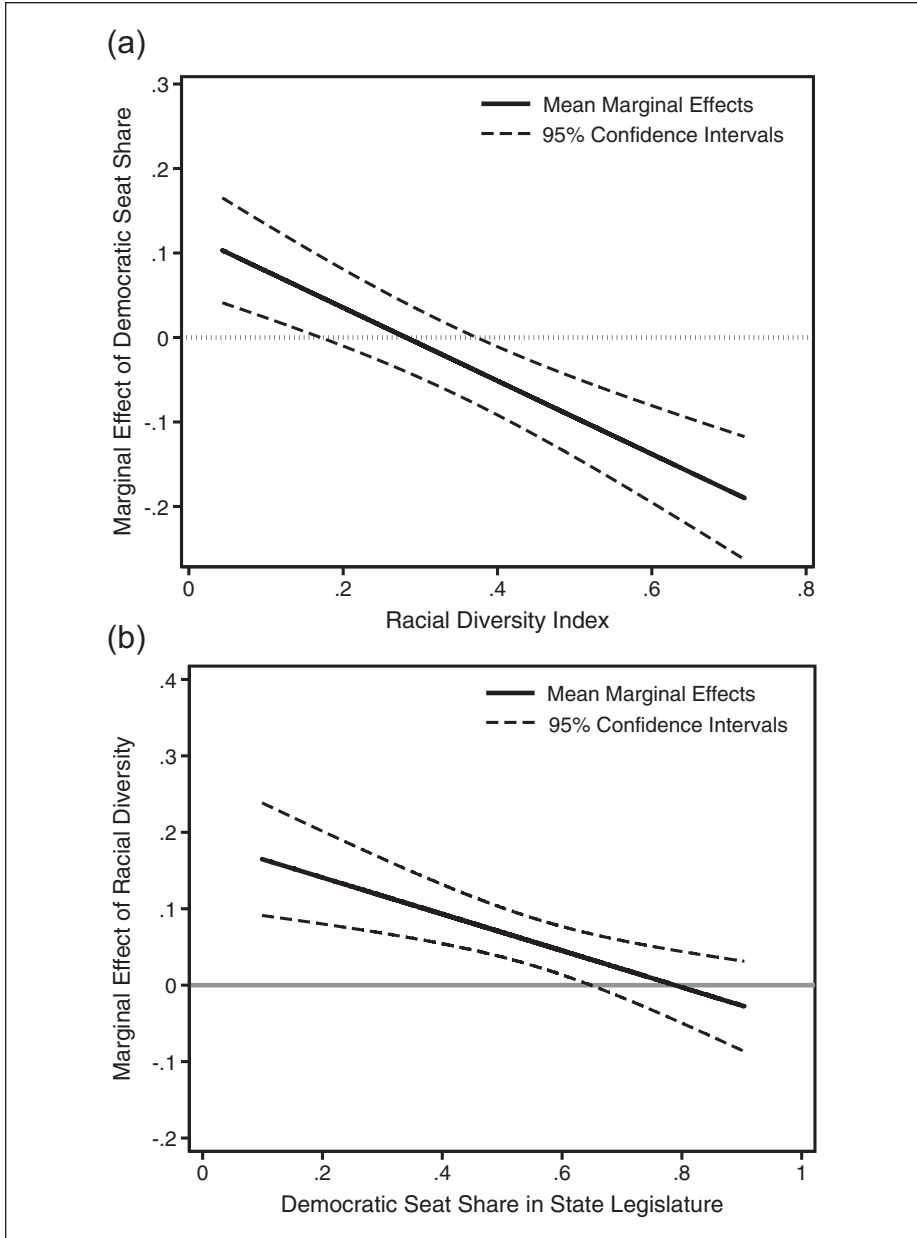 (a)
Marginal Effect of Democratic Seat Share
.3
.2
.1
0
-.1
-.2
Mean Marginal Effects
95% Confidence Intervals
0 .2 .4 .6 .8
Racial Diversity Index
(b)
Marginal Effect of Racial Diversity
.4
.3
.2
.1
0
-.1
-.2
Mean Marginal Effects
95% Confidence Intervals
0 .2 .4 .6 .8 1
Democratic Seat Share in State Legislature